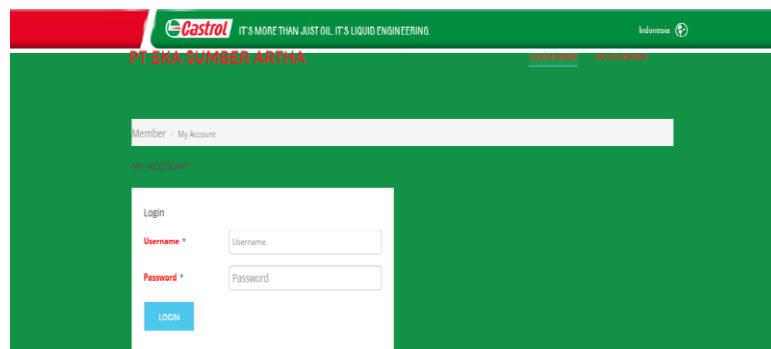 Castrol IT'S MORE THAN JUST OIL. IT'S LIQUID ENGINEERING.
Indonesia
PT EKA SUMBER ARTHA
Member / My Account
MY ACCOUNT
Login
Username * Username
Password * Password
LOGIN